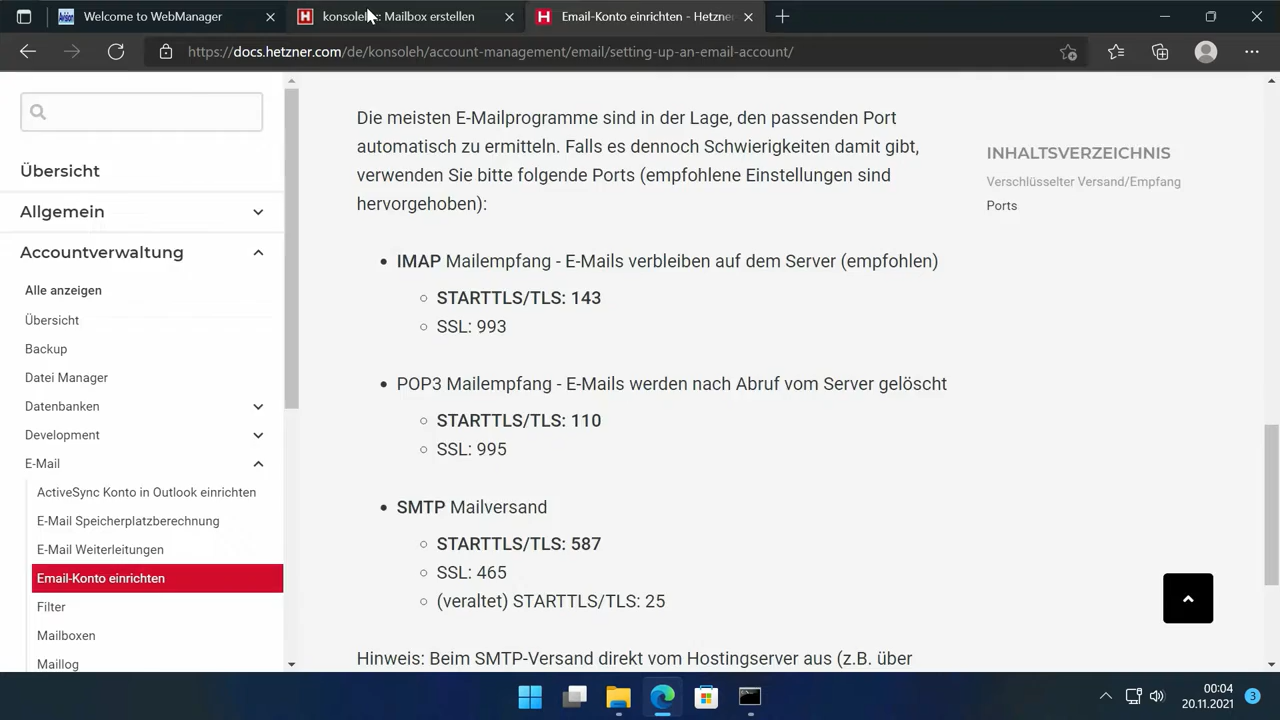 Welcome to WebManager
konsoleH: Mailbox erstellen
Email-Konto einrichten - Hetzner
https://docs.hetzner.com/de/konsoleh/account-management/email/setting-up-an-email-account/
Übersicht
Allgemein
Accountverwaltung
Alle anzeigen
Übersicht
Backup
Datei Manager
Datenbanken
Development
E-Mail
ActiveSync Konto in Outlook einrichten
E-Mail Speicherplatzberechnung
E-Mail Weiterleitungen
Email-Konto einrichten
Filter
Mailboxen
Maillog
Die meisten E-Mailprogramme sind in der Lage, den passenden Port
automatisch zu ermitteln. Falls es dennoch Schwierigkeiten damit gibt,
verwenden Sie bitte folgende Ports (empfohlene Einstellungen sind
hervorgehoben):
• IMAP Mailempfang - E-Mails verbleiben auf dem Server (empfohlen)
○ STARTTLS/TLS: 143
○ SSL: 993
• POP3 Mailempfang - E-Mails werden nach Abruf vom Server gelöscht
○ STARTTLS/TLS: 110
○ SSL: 995
• SMTP Mailversand
○ STARTTLS/TLS: 587
○ SSL: 465
○ (veraltet) STARTTLS/TLS: 25
Hinweis: Beim SMTP-Versand direkt vom Hostingserver aus (z.B. über
INHALTSVERZEICHNIS
Verschlüsselter Versand/Empfang
Ports
00:04
20.11.2021
3